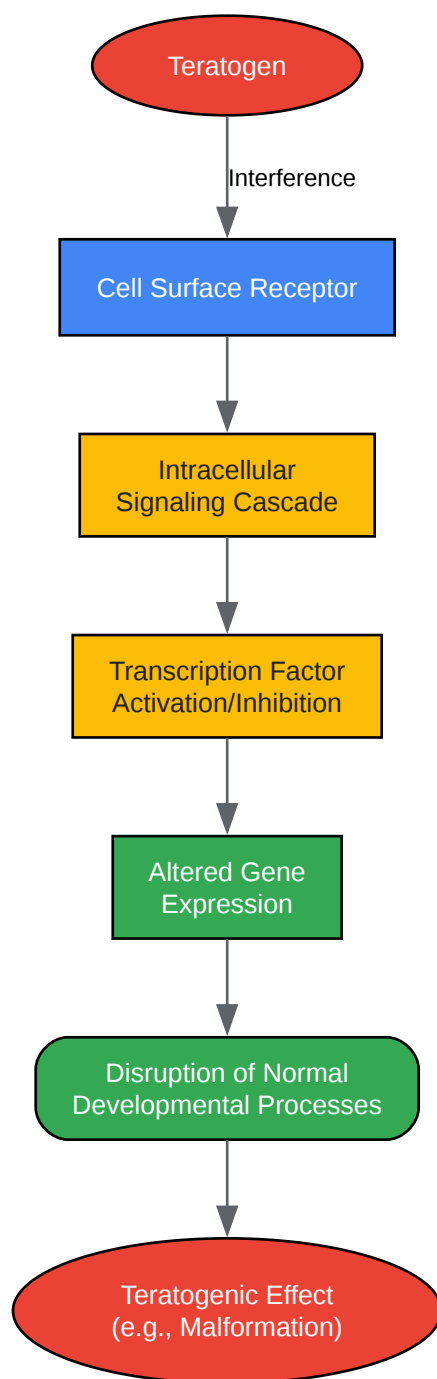 Teratogen
Interference
Cell Surface Receptor
Intracellular
Signaling Cascade
Transcription Factor
Activation/Inhibition
Altered Gene
Expression
Disruption of Normal
Developmental Processes
Teratogenic Effect
(e.g., Malformation)